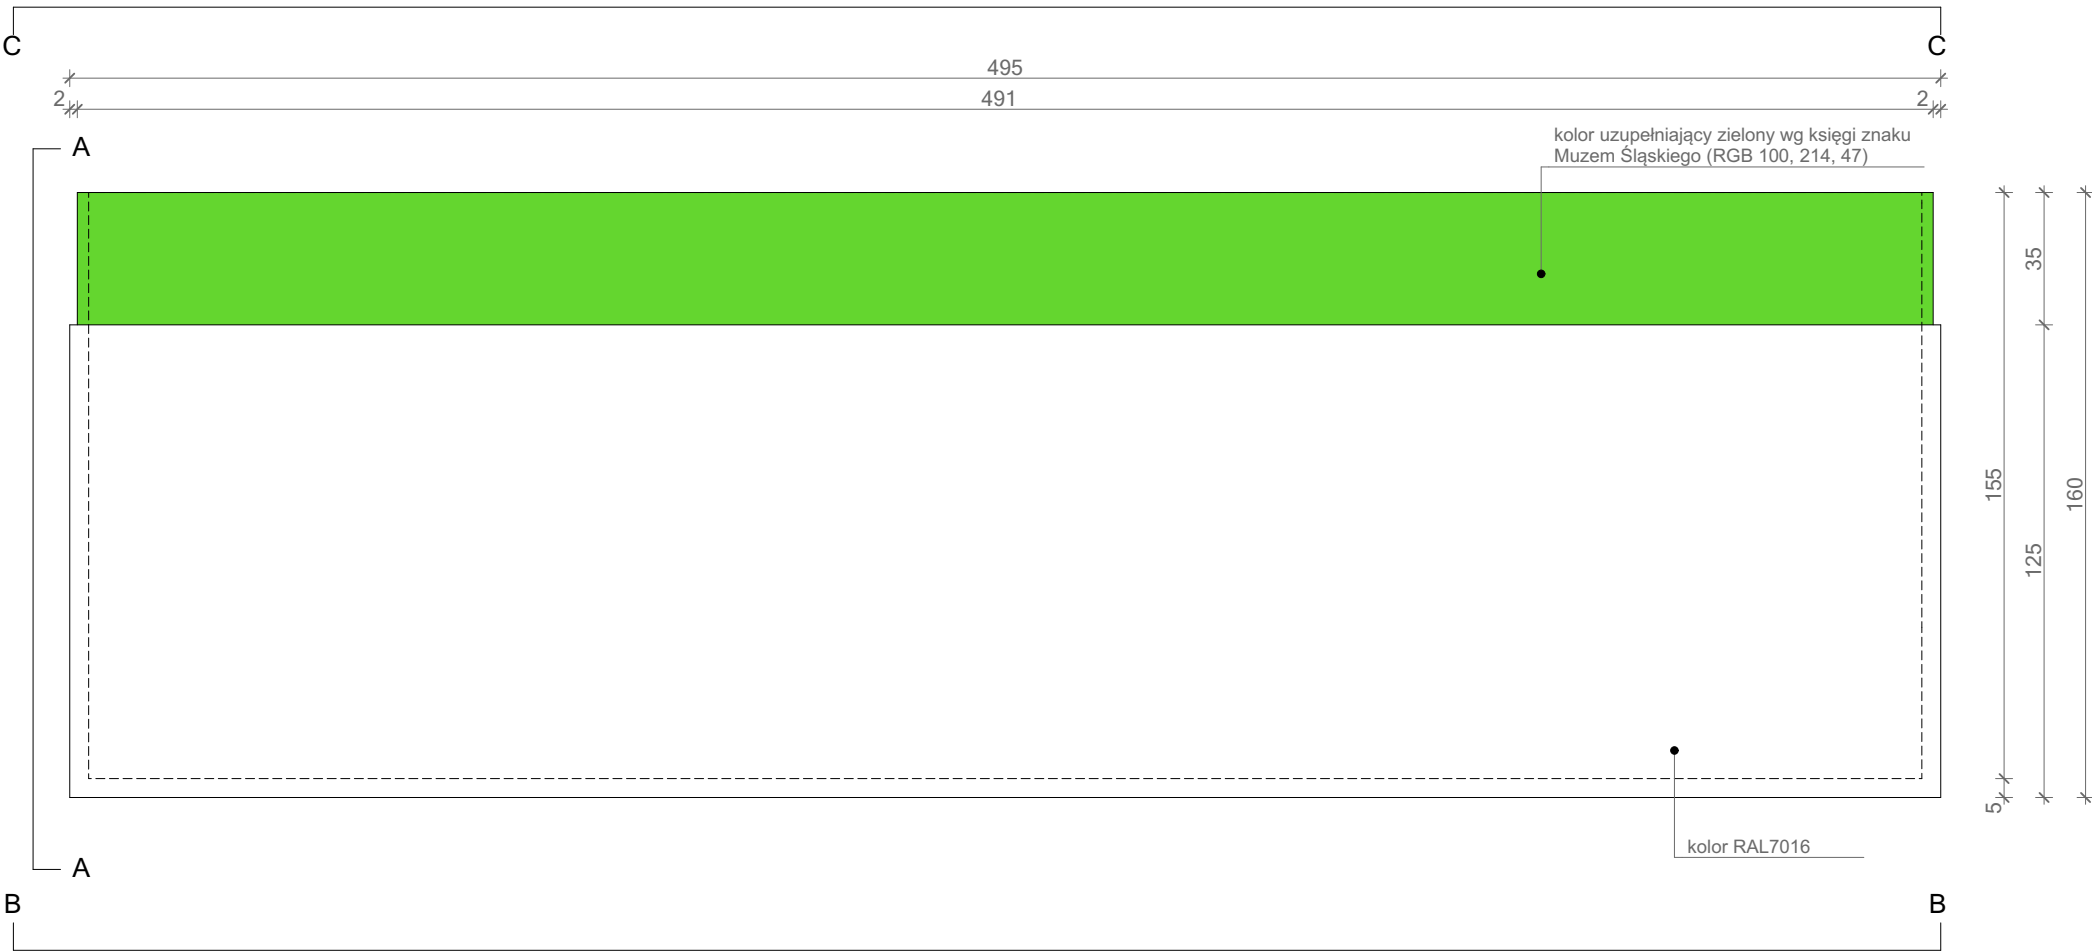 C
C
495
2
491
2
A
kolor uzupełniający zielony wg księgi znaku
Muzem Śląskiego (RGB 100, 214, 47)
35
155
160
125
5
kolor RAL7016
A
B
B